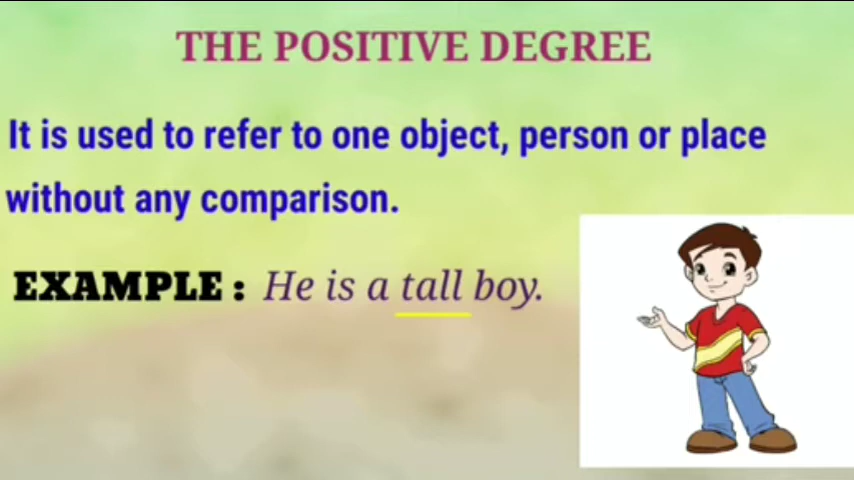 THE POSITIVE DEGREE
It is used to refer to one object, person or place
without any comparison.
EXAMPLE : He is a tall boy.